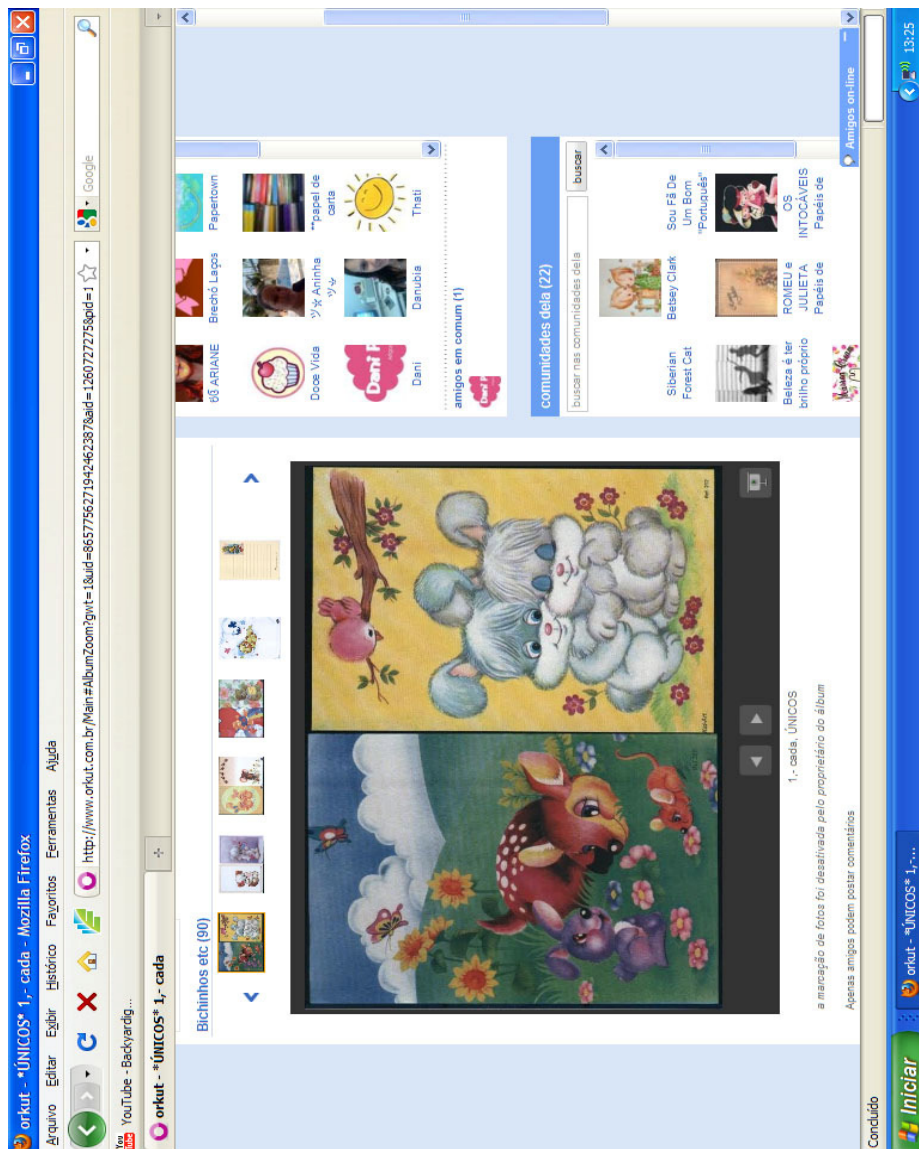 orkut - *ÚNICOS* 1,- cada - Mozilla Firefox
Arquivo Editar Exibir Histórico Favoritos Ferramentas Ajuda
http://www.orkut.com.br/Main#AlbumZoom?gwt=1&uid=8657756271942462387&aid=1260727275&pid=1
Google
You Tube YouTube - Backyardig...
orkut - *ÚNICOS* 1,- cada
Bichinhos etc (90)
1,- cada, ÚNICOS
a marcação de fotos foi desativada pelo proprietário do álbum
Apenas amigos podem postar comentários
ARIANE
Brechó Laços
Papertown
Doce Vida
Aninha
**papel de
carta
Dani
Danubia
Thati
amigos em comum (1)
comunidades dela (22)
buscar nas comunidades dela
buscar
Siberian
Forest Cat
Betsey Clark
Sou Fã De
Um Bom
"Português"
Beleza é ter
brilho próprio
ROMEU e
JULIETA
Papéis de
OS
INTOCÁVEIS
Papéis de
Amigos on-line
Concluído
Iniciar
orkut - *ÚNICOS* 1,-...
13:25